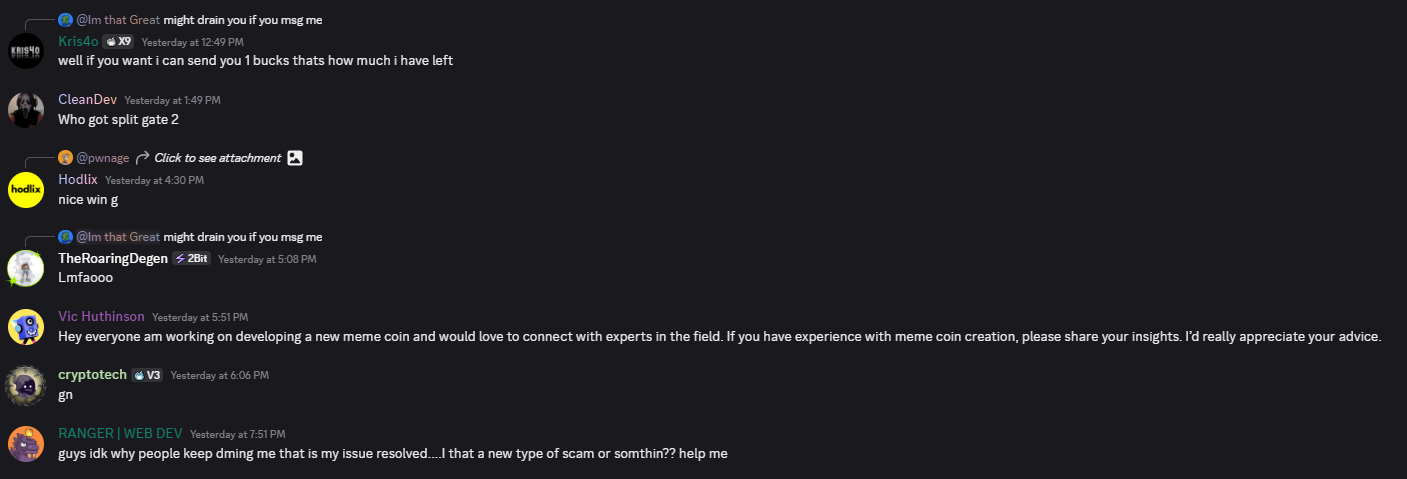 @Im that Great might drain you if you msg me
KRIS4O
Kris4o X9 Yesterday at 12:49 PM
well if you want i can send you 1 bucks thats how much i have left
CleanDev Yesterday at 1:49 PM
Who got split gate 2
@pwnage Click to see attachment
hodlix
Hodlix Yesterday at 4:30 PM
nice win g
@Im that Great might drain you if you msg me
TheRoaringDegen 2Bit Yesterday at 5:08 PM
Lmfaooo
Vic Huthinson Yesterday at 5:51 PM
Hey everyone am working on developing a new meme coin and would love to connect with experts in the field. If you have experience with meme coin creation, please share your insights. I'd really appreciate your advice.
cryptotech V3 Yesterday at 6:06 PM
gn
RANGER | WEB DEV Yesterday at 7:51 PM
guys idk why people keep dming me that is my issue resolved....I that a new type of scam or somthin?? help me